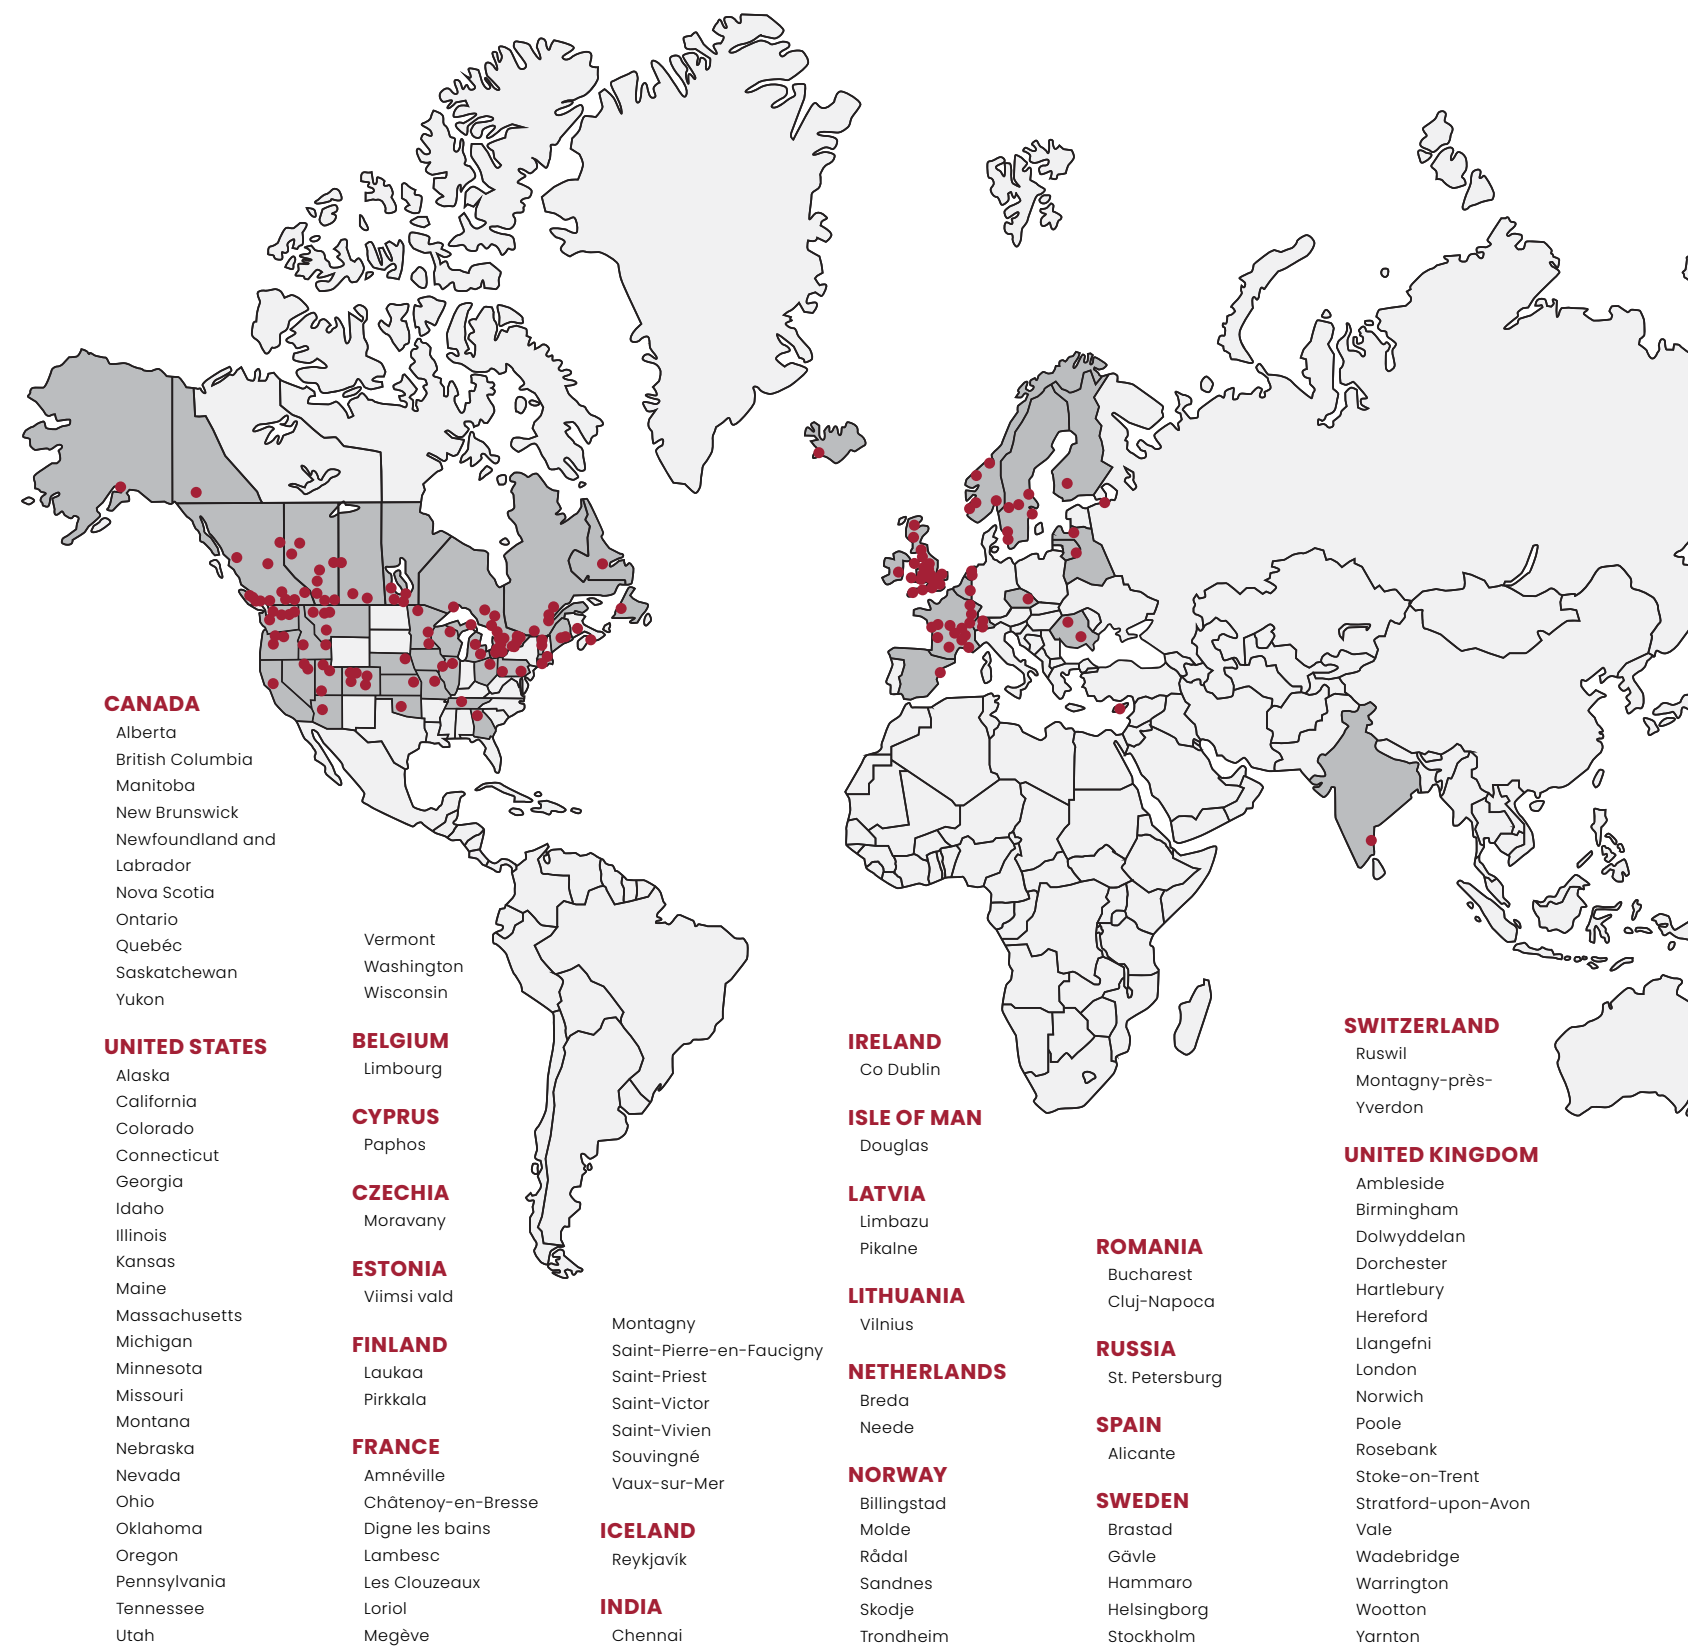 CANADA
Alberta
British Columbia
Manitoba
New Brunswick
Newfoundland and
Labrador
Nova Scotia
Ontario
Quebéc
Saskatchewan
Yukon
UNITED STATES
Alaska
California
Colorado
Connecticut
Georgia
Idaho
Illinois
Kansas
Maine
Massachusetts
Michigan
Minnesota
Missouri
Montana
Nebraska
Nevada
Ohio
Oklahoma
Oregon
Pennsylvania
Tennessee
Utah
Vermont
Washington
Wisconsin
BELGIUM
Limbourg
CYPRUS
Paphos
CZECHIA
Moravany
ESTONIA
Viimsi vald
FINLAND
Laukaa
Pirkkala
FRANCE
Amnéville
Châtenoy-en-Bresse
Digne les bains
Lambesc
Les Clouzeaux
Loriol
Megève
Montagny
Saint-Pierre-en-Faucigny
Saint-Priest
Saint-Victor
Saint-Vivien
Souvingné
Vaux-sur-Mer
ICELAND
Reykjavík
INDIA
Chennai
IRELAND
Co Dublin
ISLE OF MAN
Douglas
LATVIA
Limbazu
Pikalne
LITHUANIA
Vilnius
NETHERLANDS
Breda
Neede
NORWAY
Billingstad
Molde
Rådal
Sandnes
Skodje
Trondheim
ROMANIA
Bucharest
Cluj-Napoca
RUSSIA
St. Petersburg
SPAIN
Alicante
SWEDEN
Brastad
Gävle
Hammaro
Helsingborg
Stockholm
SWITZERLAND
Ruswil
Montagny-près-
Yverdon
UNITED KINGDOM
Ambleside
Birmingham
Dolwyddelan
Dorchester
Hartlebury
Hereford
Llangefni
London
Norwich
Poole
Rosebank
Stoke-on-Trent
Stratford-upon-Avon
Vale
Wadebridge
Warrington
Wootton
Yarnton